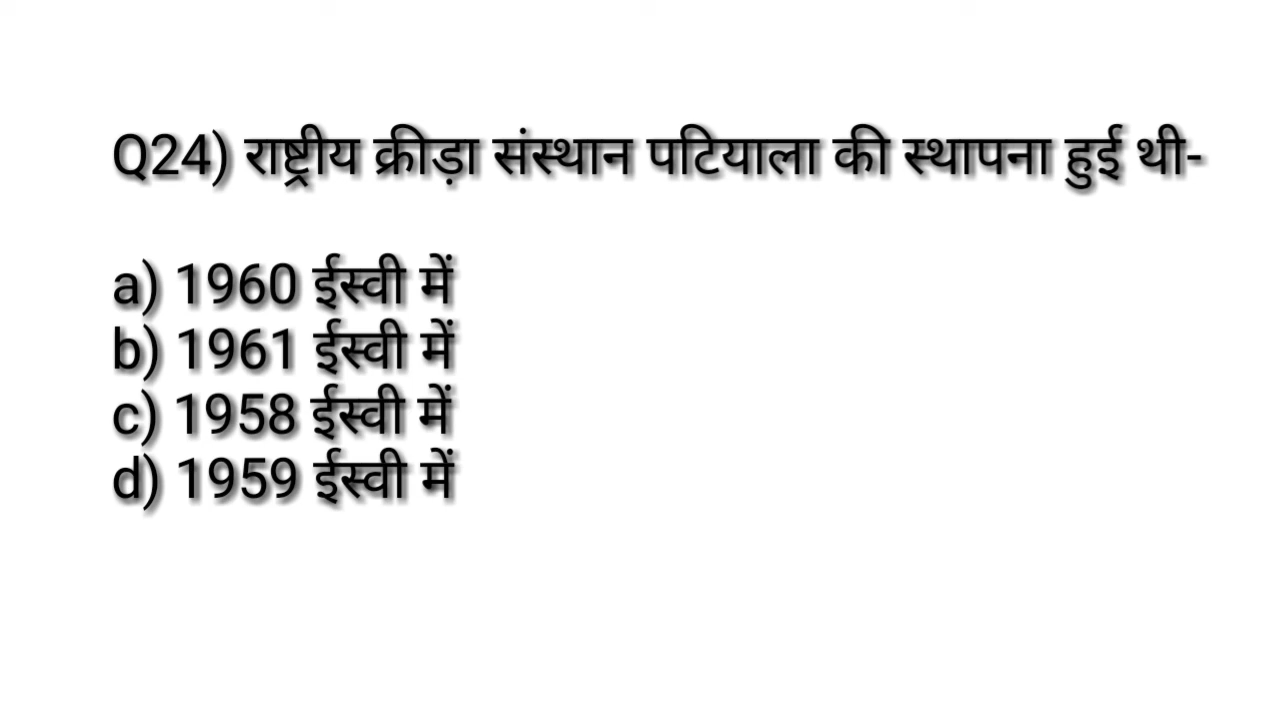 Q24) राष्ट्रीय क्रीड़ा संस्थान पटियाला की स्थापना हुई थी-
a) 1960 ईस्वी में
b) 1961 ईस्वी में
c) 1958 ईस्वी में
d) 1959 ईस्वी में